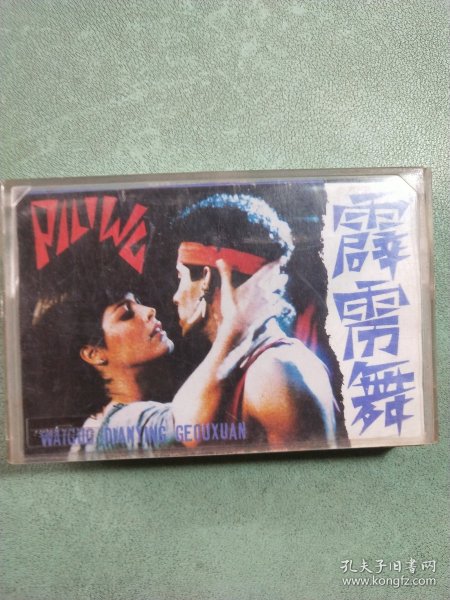 PILIWU
霹雳舞
WAIGUO DIANYING GEQUXUAN
孔夫子旧书网
www.kongfz.com